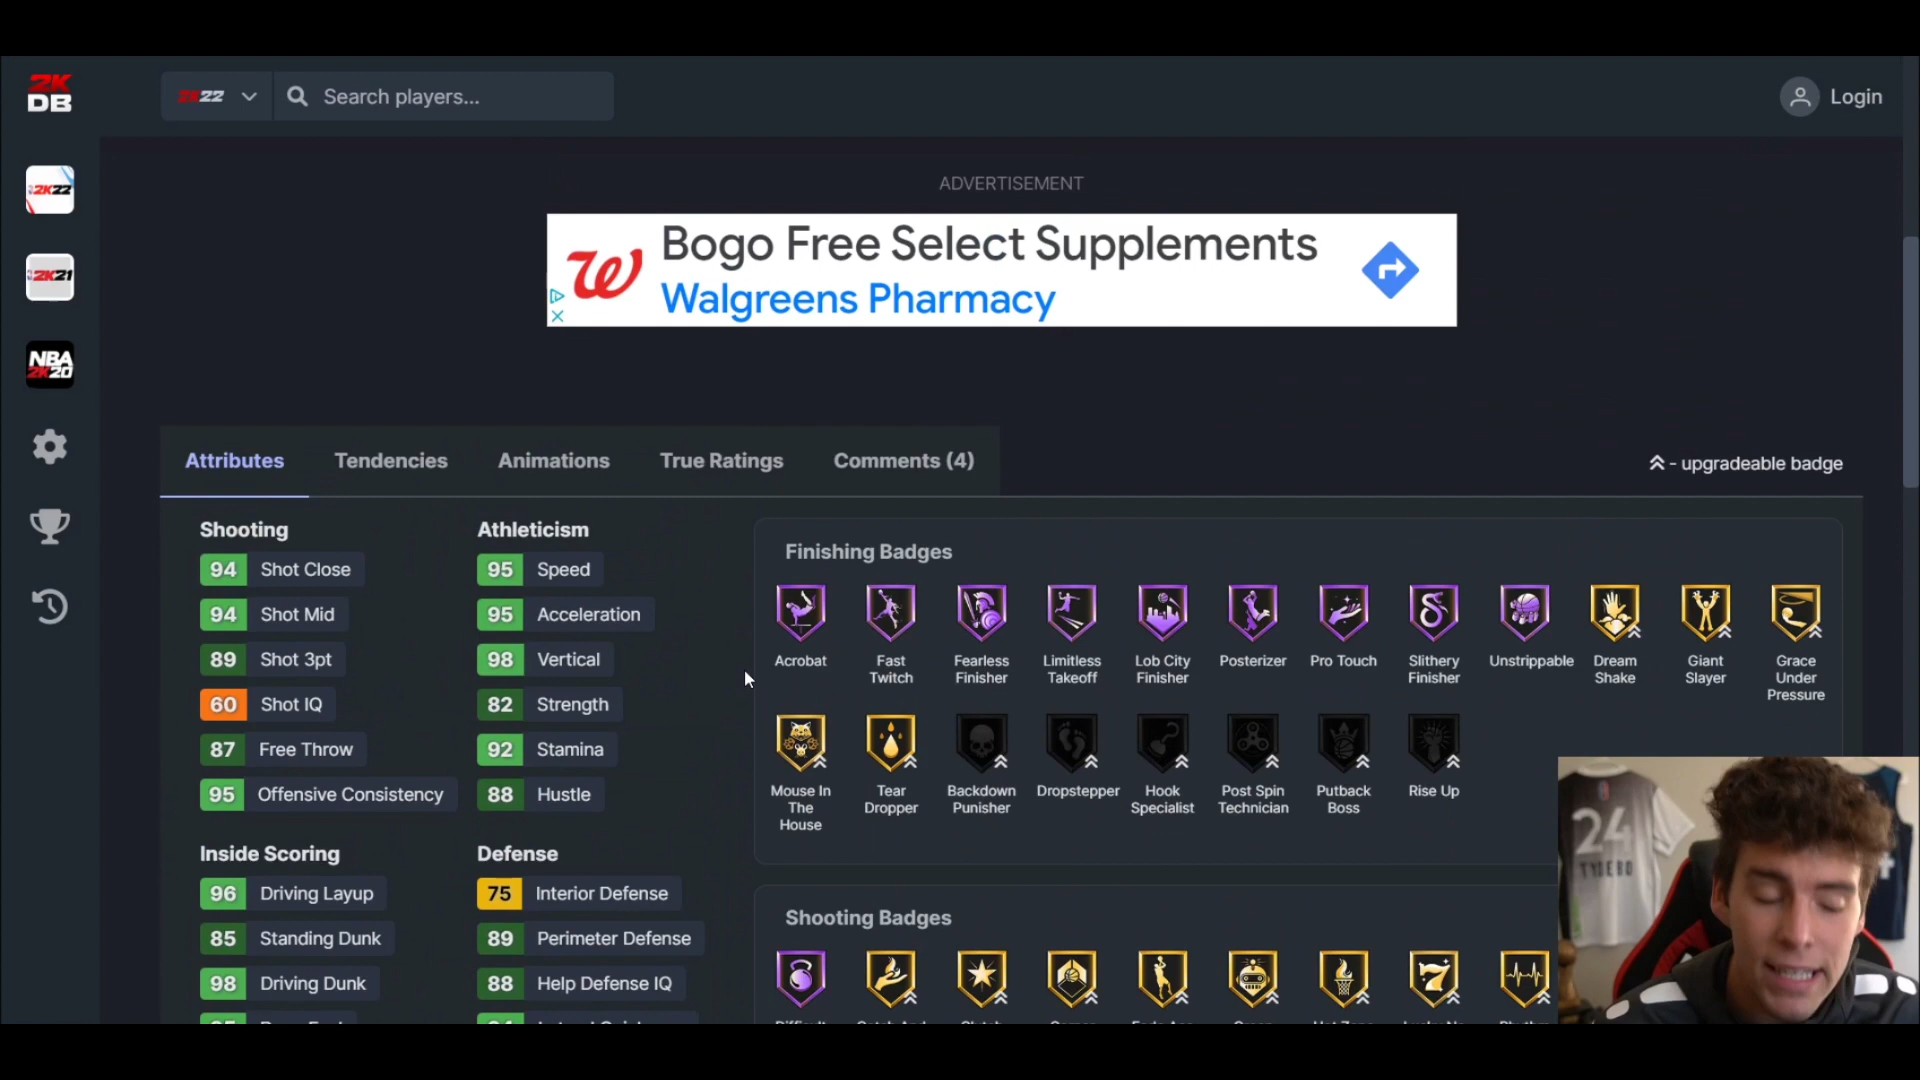 2K
DB
2K22
Search players...
Login
2K22
2K21
NBA
2K20
ADVERTISEMENT
Bogo Free Select Supplements
Walgreens Pharmacy
Attributes
Tendencies
Animations
True Ratings
Comments (4)
- upgradeable badge
Shooting
94 Shot Close
94 Shot Mid
89 Shot 3pt
60 Shot IQ
87 Free Throw
95 Offensive Consistency
Athleticism
95 Speed
95 Acceleration
98 Vertical
82 Strength
92 Stamina
88 Hustle
Inside Scoring
96 Driving Layup
85 Standing Dunk
98 Driving Dunk
Defense
75 Interior Defense
89 Perimeter Defense
88 Help Defense IQ
Finishing Badges
Acrobat
Fast
Twitch
Fearless
Finisher
Limitless
Takeoff
Lob City
Finisher
Posterizer
Pro Touch
Slithery
Finisher
Unstrippable
Dream
Shake
Giant
Slayer
Grace
Under
Pressure
Mouse In
The
House
Tear
Dropper
Backdown
Punisher
Dropstepper
Hook
Specialist
Post Spin
Technician
Putback
Boss
Rise Up
Shooting Badges
24